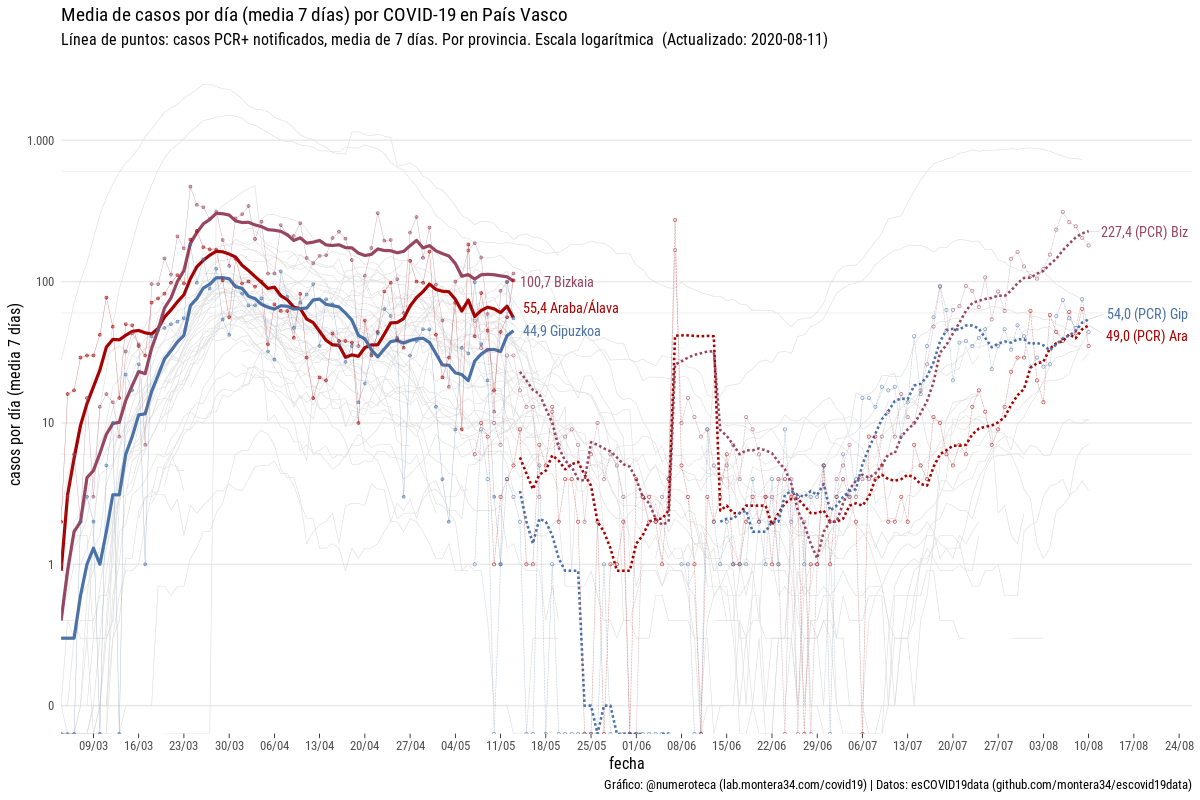 Media de casos por día (media 7 días) por COVID-19 en País Vasco
Línea de puntos: casos PCR+ notificados, media de 7 días. Por provincia. Escala logarítmica (Actualizado: 2020-08-11)
casos por día (media 7 días)
1.000
100
10
1
0
100,7 Bizkaia
55,4 Araba/Álava
44,9 Gipuzkoa
227,4 (PCR) Biz
54,0 (PCR) Gip
49,0 (PCR) Ara
09/03 16/03 23/03 30/03 06/04 13/04 20/04 27/04 04/05 11/05 18/05 25/05 01/06 08/06 15/06 22/06 29/06 06/07 13/07 20/07 27/07 03/08 10/08 17/08 24/08
fecha
Gráfico: @numeroteca (lab.montera34.com/covid19) | Datos: esCOVID19data (github.com/montera34/escovid19data)